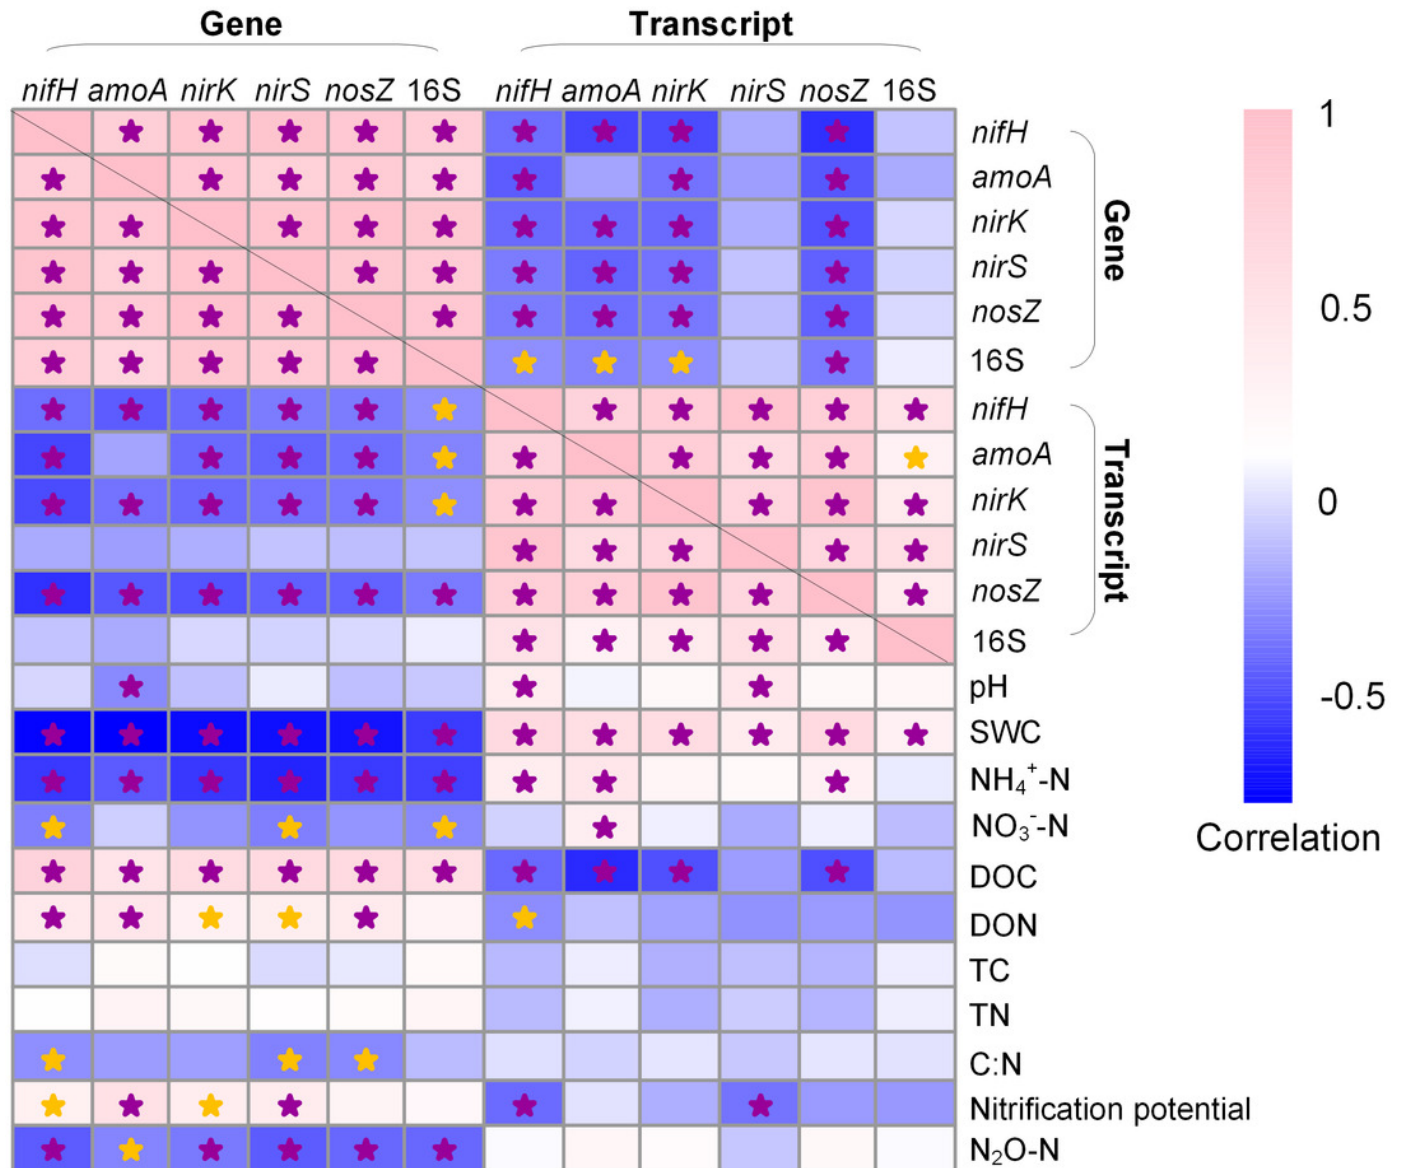 Gene Transcript
nifH amoA nirK nirS nosZ 16S nifH amoA nirK nirS nosZ 16S
nifH
amoA
nirK
nirS
nosZ
16S
Gene
nifH
amoA
nirK
nirS
nosZ
16S
Transcript
pH
SWC
NH₄⁺-N
NO₃⁻-N
DOC
DON
TC
TN
C:N
Nitrification potential
N₂O-N
1
0.5
0
-0.5
Correlation